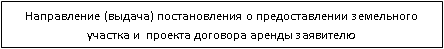 Направление (выдача) постановления о предоставлении земельного
участка и проекта договора аренды заявителю